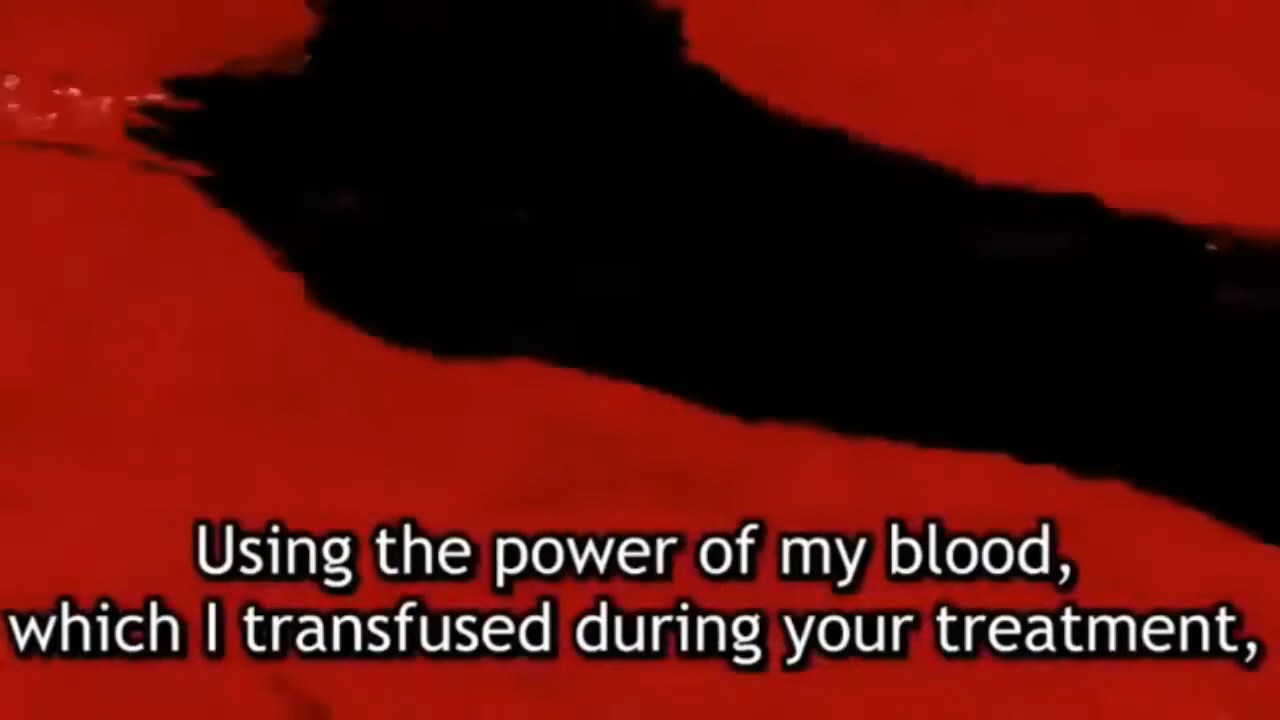 Using the power of my blood,
which I transfused during your treatment,